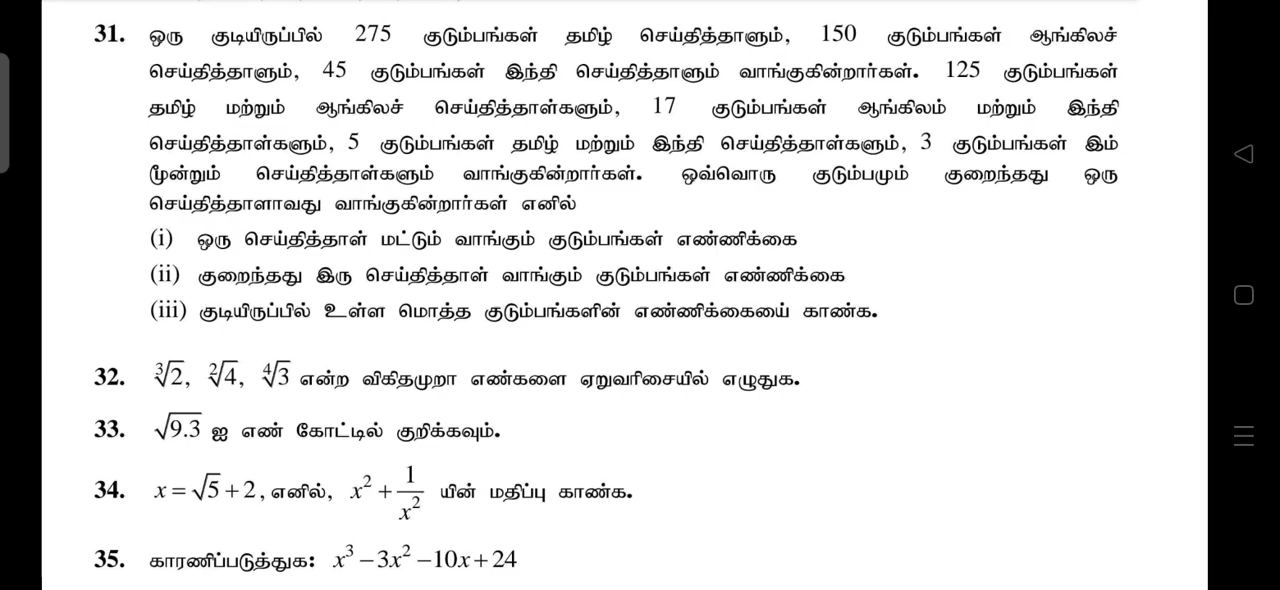 31. ஒரு குடியிருப்பில் 275 குடும்பங்கள் தமிழ் செய்தித்தாளும், 150 குடும்பங்கள் ஆங்கிலச்
செய்தித்தாளும், 45 குடும்பங்கள் இந்தி செய்தித்தாளும் வாங்குகின்றார்கள். 125 குடும்பங்கள்
தமிழ் மற்றும் ஆங்கிலச் செய்தித்தாள்களும், 17 குடும்பங்கள் ஆங்கிலம் மற்றும் இந்தி
செய்தித்தாள்களும், 5 குடும்பங்கள் தமிழ் மற்றும் இந்தி செய்தித்தாள்களும், 3 குடும்பங்கள் இம்
மூன்றும் செய்தித்தாள்களும் வாங்குகின்றார்கள். ஒவ்வொரு குடும்பமும் குறைந்தது ஒரு
செய்தித்தாளாவது வாங்குகின்றார்கள் எனில்
(i) ஒரு செய்தித்தாள் மட்டும் வாங்கும் குடும்பங்கள் எண்ணிக்கை
(ii) குறைந்தது இரு செய்தித்தாள் வாங்கும் குடும்பங்கள் எண்ணிக்கை
(iii) குடியிருப்பில் உள்ள மொத்த குடும்பங்களின் எண்ணிக்கையைய் காண்க.
32. ∛2, ²√4, ∜3 என்ற விகிதமுறா எண்களை ஏறுவரிசையில் எழுதுக.
33. √9.3 ஐ எண் கோட்டில் குறிக்கவும்.
34. x = √5 + 2, எனில், x² + 1/x² யின் மதிப்பு காண்க.
35. காரணிப்படுத்துக: x³ − 3x² − 10x + 24